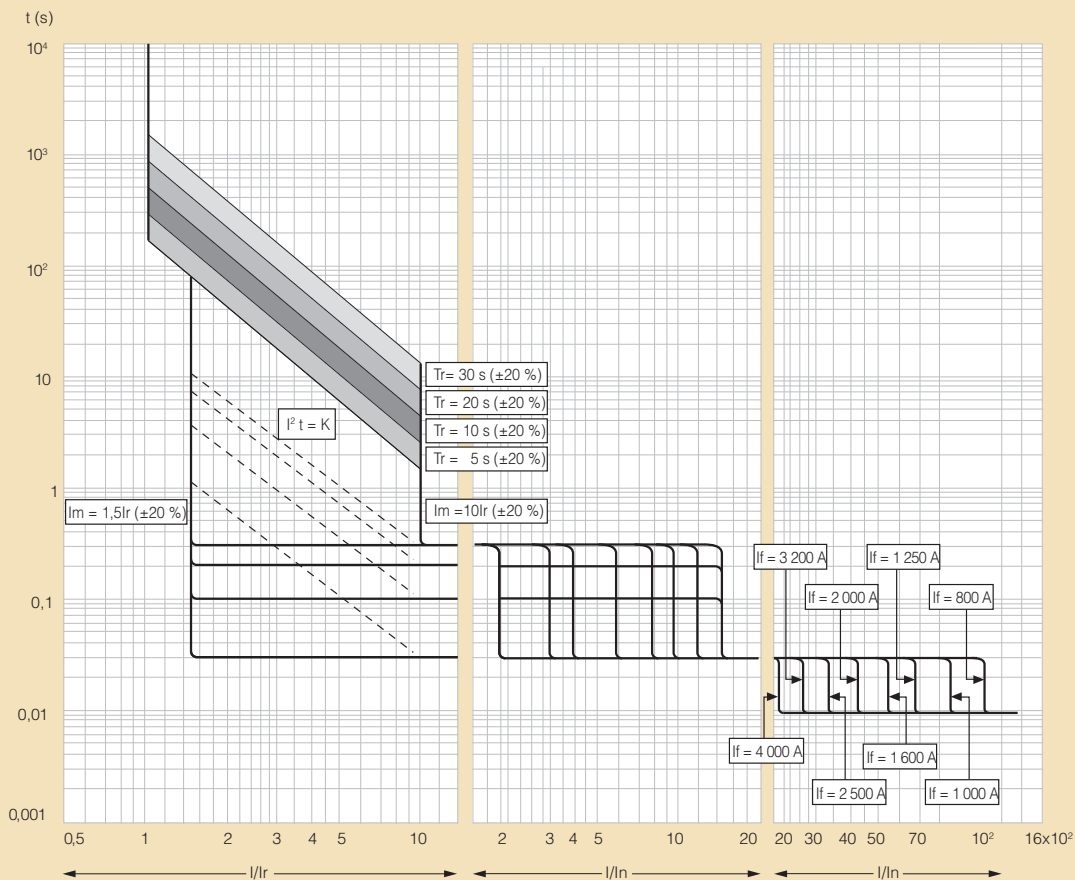 t (s)
10⁴
10³
10²
10
1
0,1
0,01
0,001
Tr= 30 s (±20 %)
Tr = 20 s (±20 %)
Tr = 10 s (±20 %)
Tr = 5 s (±20 %)
I² t = K
Im = 1,5Ir (±20 %)
Im =10Ir (±20 %)
If = 3 200 A
If = 1 250 A
If = 2 000 A
If = 800 A
If = 4 000 A
If = 1 600 A
If = 2 500 A
If = 1 000 A
0,5 1 2 3 4 5 10
2 3 4 5 10 20
20 30 40 50 70 10² 16x10²
I/Ir
I/In
I/In